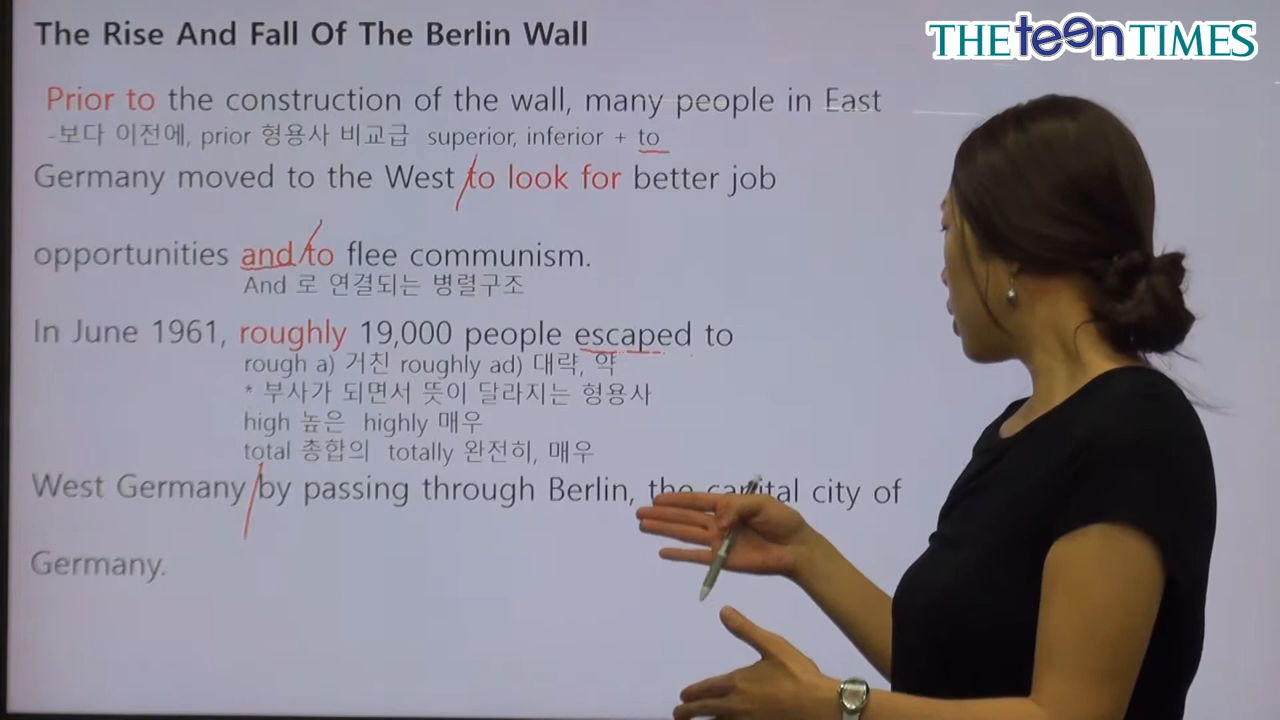 The Rise And Fall Of The Berlin Wall
THE teen TIMES
Prior to the construction of the wall, many people in East
-보다 이전에, prior 형용사 비교급 superior, inferior + to
Germany moved to the West to look for better job
opportunities and to flee communism.
And 로 연결되는 병렬구조
In June 1961, roughly 19,000 people escaped to
rough a) 거친 roughly ad) 대략, 약
* 부사가 되면서 뜻이 달라지는 형용사
high 높은 highly 매우
total 총합의 totally 완전히, 매우
West Germany by passing through Berlin, the capital city of
Germany.